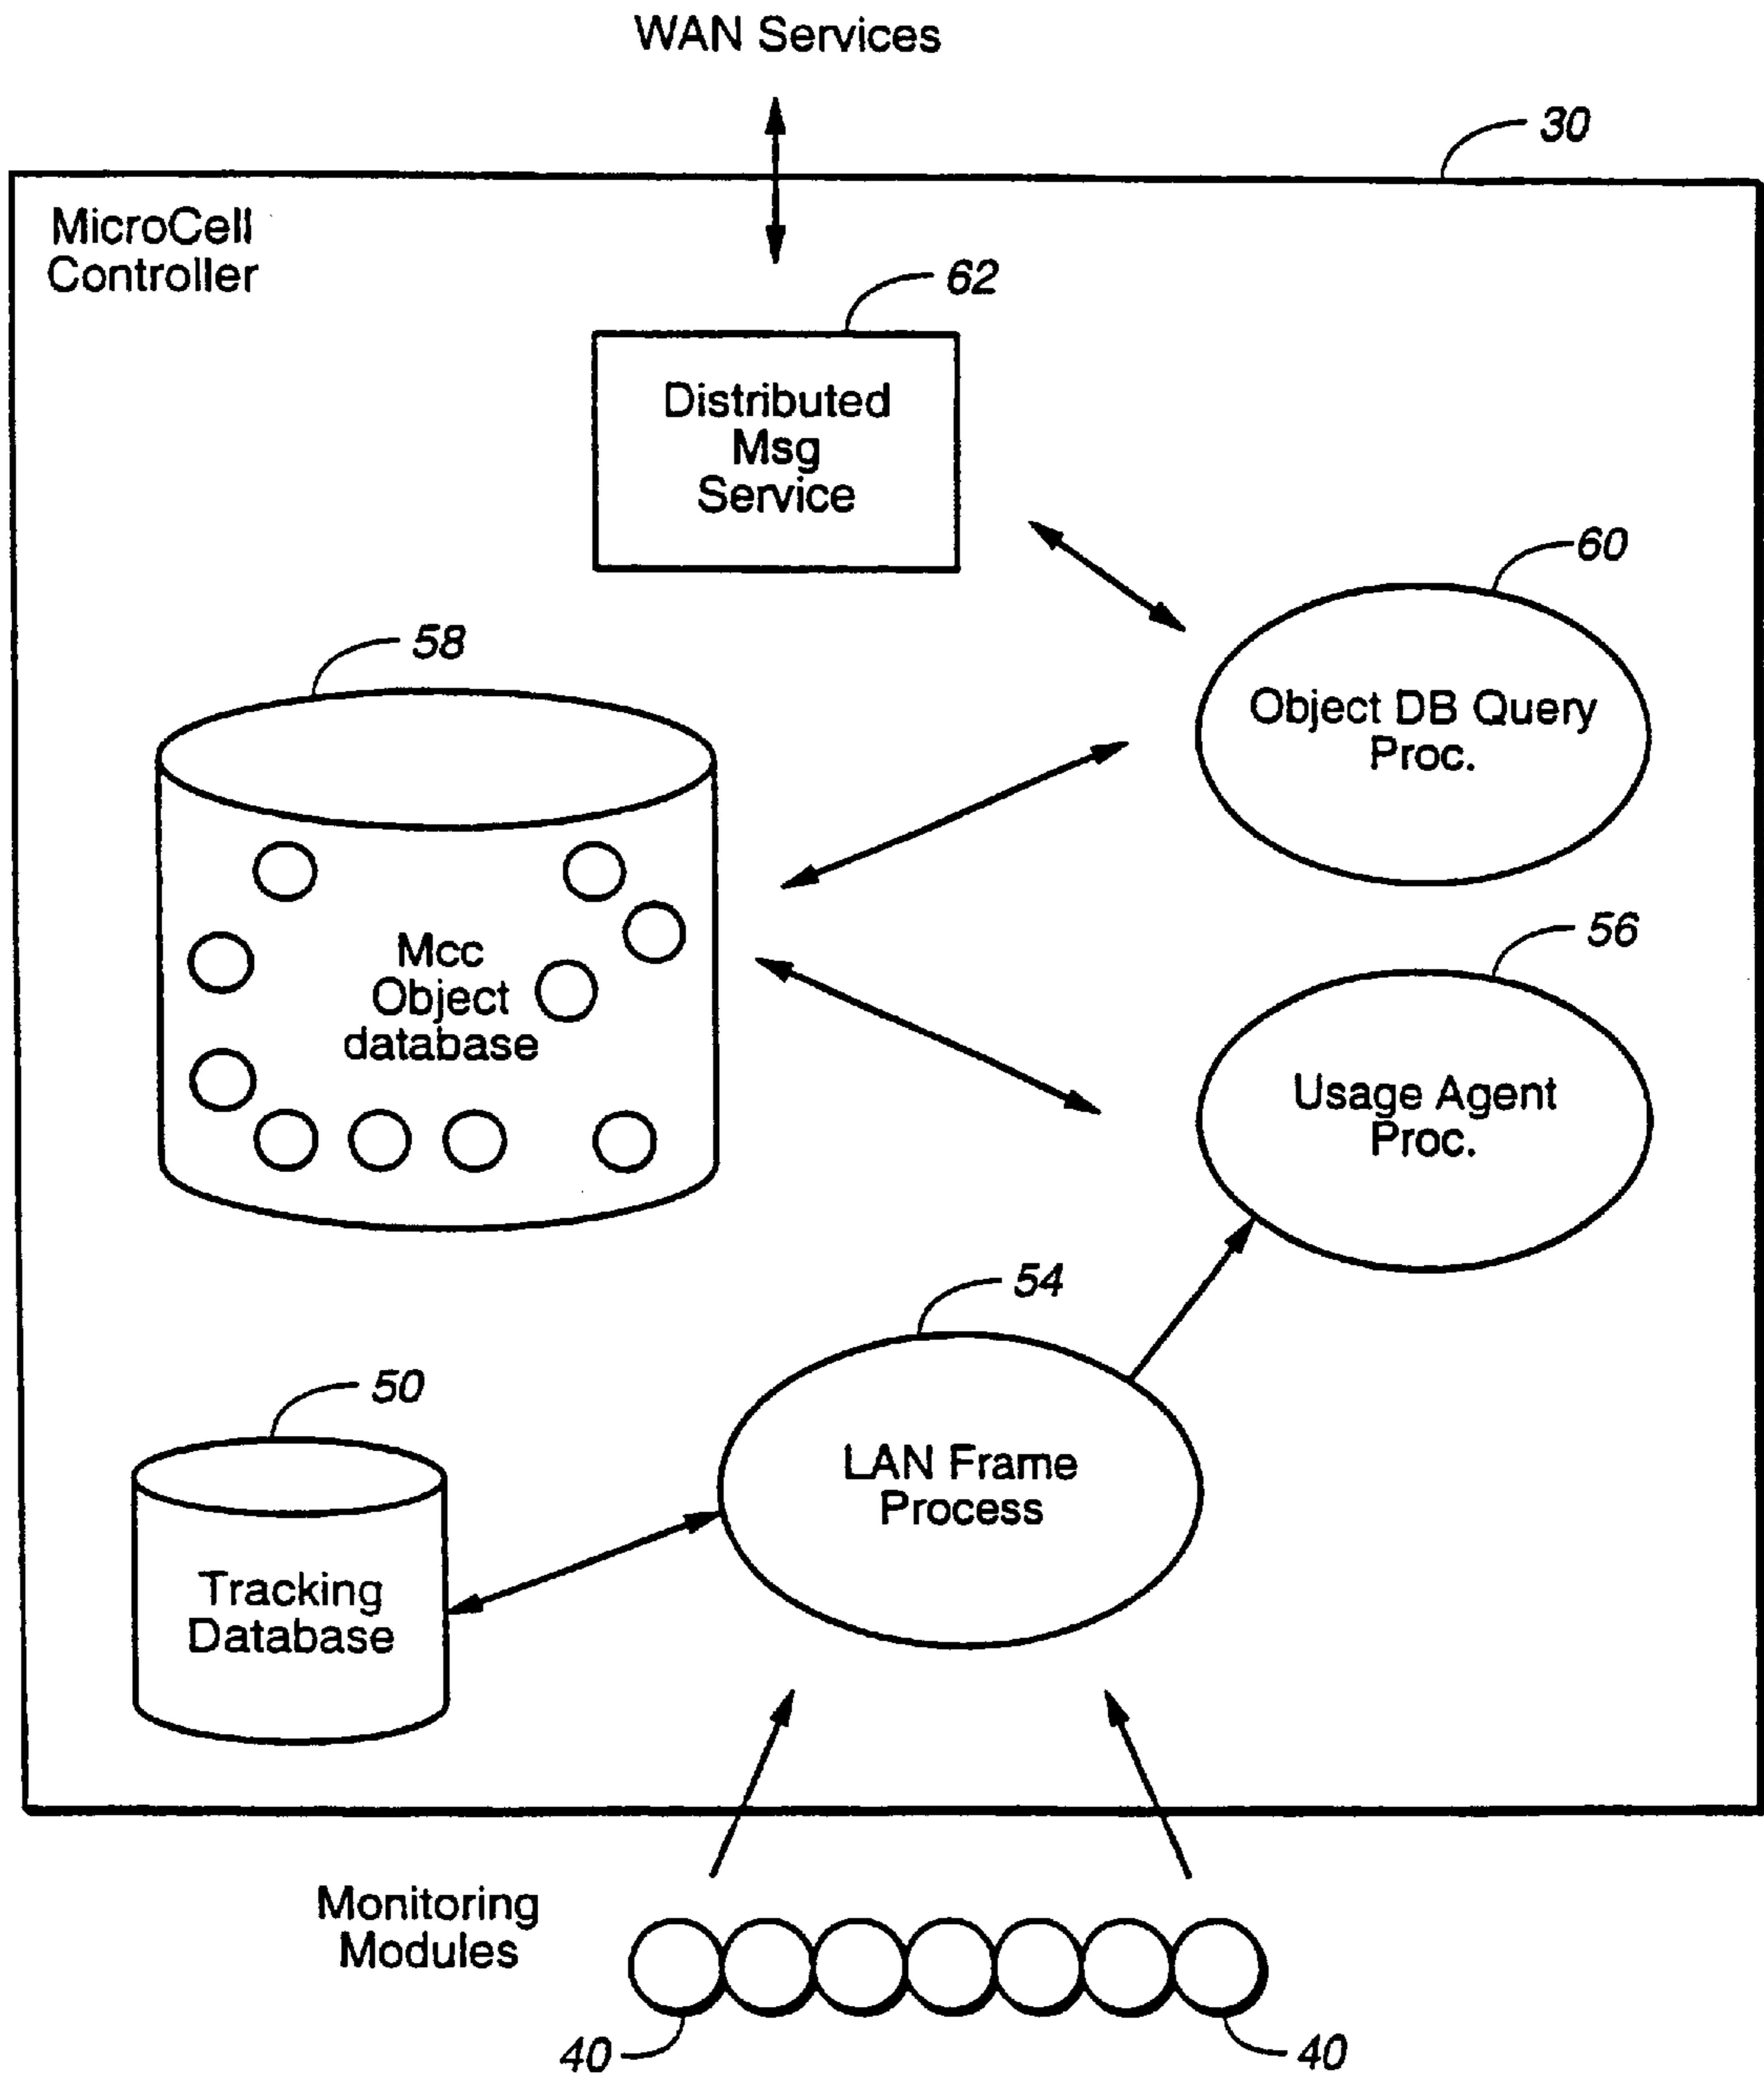 WAN Services
30
MicroCell
Controller
62
Distributed
Msg
Service
60
Object DB Query
Proc.
58
Mcc
Object
database
56
Usage Agent
Proc.
54
LAN Frame
Process
50
Tracking
Database
Monitoring
Modules
40
40